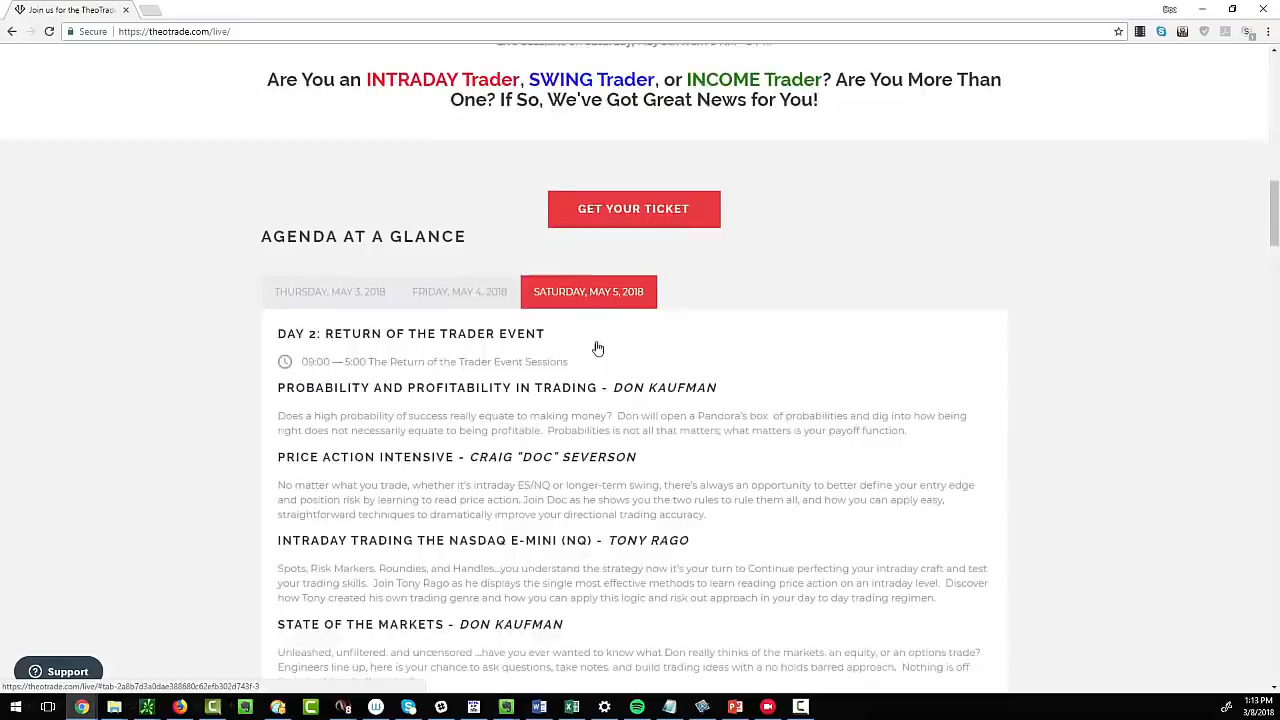 Join us for the TheoTrad
Doc
Secure
https://theotrade.com/live/
Are You an INTRADAY Trader, SWING Trader, or INCOME Trader? Are You More Than
One? If So, We've Got Great News for You!
GET YOUR TICKET
AGENDA AT A GLANCE
THURSDAY, MAY 3, 2018
FRIDAY, MAY 4, 2018
SATURDAY, MAY 5, 2018
DAY 2: RETURN OF THE TRADER EVENT
09:00 — 5:00 The Return of the Trader Event Sessions
PROBABILITY AND PROFITABILITY IN TRADING - DON KAUFMAN
Does a high probability of success really equate to making money? Don will open a Pandora's box of probabilities and dig into how being
right does not necessarily equate to being profitable. Probabilities is not all that matters; what matters is your payoff function.
PRICE ACTION INTENSIVE - CRAIG "DOC" SEVERSON
No matter what you trade, whether it's intraday ES/NQ or longer-term swing, there's always an opportunity to better define your entry edge
and position risk by learning to read price action. Join Doc as he shows you the two rules to rule them all, and how you can apply easy,
straightforward techniques to dramatically improve your directional trading accuracy.
INTRADAY TRADING THE NASDAQ E-MINI (NQ) - TONY RAGO
Spots, Risk Markers, Roundies, and Handles...you understand the strategy now it's your turn to Continue perfecting your intraday craft and test
your trading skills. Join Tony Rago as he displays the single most effective methods to learn reading price action on an intraday level. Discover
how Tony created his own trading genre and how you can apply this logic and risk out approach in your day to day trading regimen.
STATE OF THE MARKETS - DON KAUFMAN
Unleashed, unfiltered, and uncensored ...have you ever wanted to know what Don really thinks of the markets, an equity, or an options trade?
Engineers line up, here is your chance to ask questions, take notes, and build trading ideas with a no holds barred approach. Nothing is off
Support
https://theotrade.com/live/#tab-2a8b7d3a0dae388680c62efb302d743f-3
1:13 PM
3/8/2018